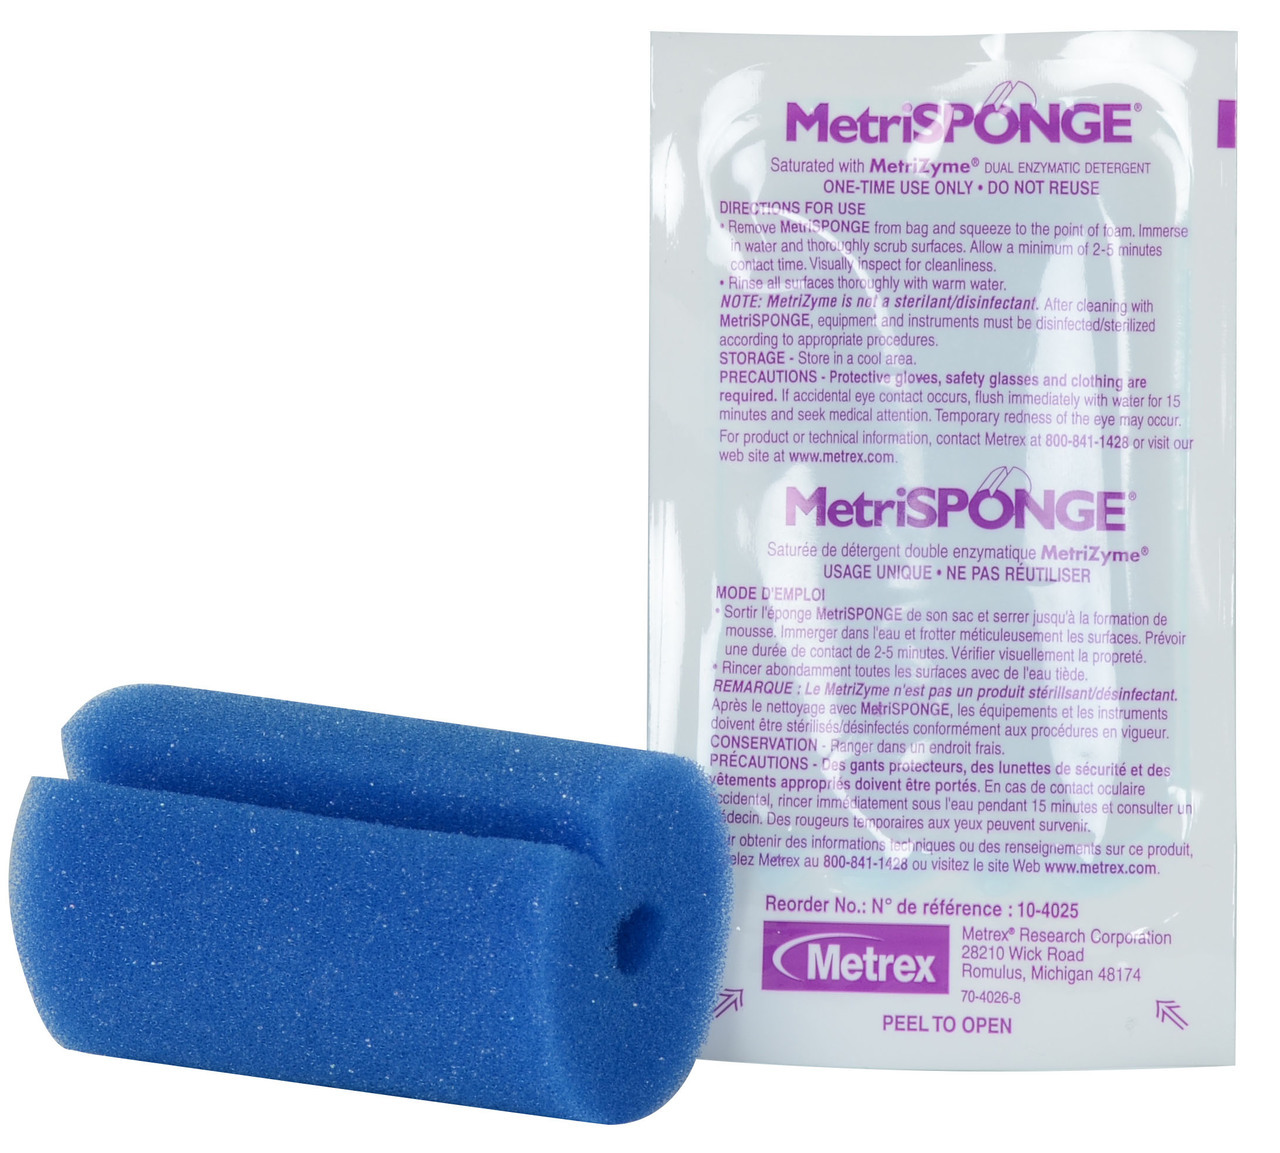 MetriSPONGE®
Saturated with MetriZyme® DUAL ENZYMATIC DETERGENT
ONE-TIME USE ONLY • DO NOT REUSE
DIRECTIONS FOR USE
• Remove MetriSPONGE from bag and squeeze to the point of foam. Immerse
in water and thoroughly scrub surfaces. Allow a minimum of 2-5 minutes
contact time. Visually inspect for cleanliness.
• Rinse all surfaces thoroughly with warm water.
NOTE: MetriZyme is not a sterilant/disinfectant. After cleaning with
MetriSPONGE, equipment and instruments must be disinfected/sterilized
according to appropriate procedures.
STORAGE - Store in a cool area.
PRECAUTIONS - Protective gloves, safety glasses and clothing are
required. If accidental eye contact occurs, flush immediately with water for 15
minutes and seek medical attention. Temporary redness of the eye may occur.
For product or technical information, contact Metrex at 800-841-1428 or visit our
web site at www.metrex.com.
MetriSPONGE®
Saturée de détergent double enzymatique MetriZyme®
USAGE UNIQUE • NE PAS RÉUTILISER
MODE D'EMPLOI
• Sortir l'éponge MetriSPONGE de son sac et serrer jusqu'à la formation de
mousse. Immerger dans l'eau et frotter méticuleusement les surfaces. Prévoir
une durée de contact de 2-5 minutes. Vérifier visuellement la propreté.
• Rincer abondamment toutes les surfaces avec de l'eau tiède.
REMARQUE : Le MetriZyme n'est pas un produit stérilisant/désinfectant.
Après le nettoyage avec MetriSPONGE, les équipements et les instruments
doivent être stérilisés/désinfectés conformément aux procédures en vigueur.
CONSERVATION - Ranger dans un endroit frais.
PRÉCAUTIONS - Des gants protecteurs, des lunettes de sécurité et des
vêtements appropriés doivent être portés. En cas de contact oculaire
ccidentel, rincer immédiatement sous l'eau pendant 15 minutes et consulter un
édecin. Des rougeurs temporaires aux yeux peuvent survenir.
ur obtenir des informations techniques ou des renseignements sur ce produit,
elez Metrex au 800-841-1428 ou visitez le site Web www.metrex.com.
Reorder No.: N° de référence : 10-4025
Metrex
Metrex® Research Corporation
28210 Wick Road
Romulus, Michigan 48174
70-4026-8
PEEL TO OPEN